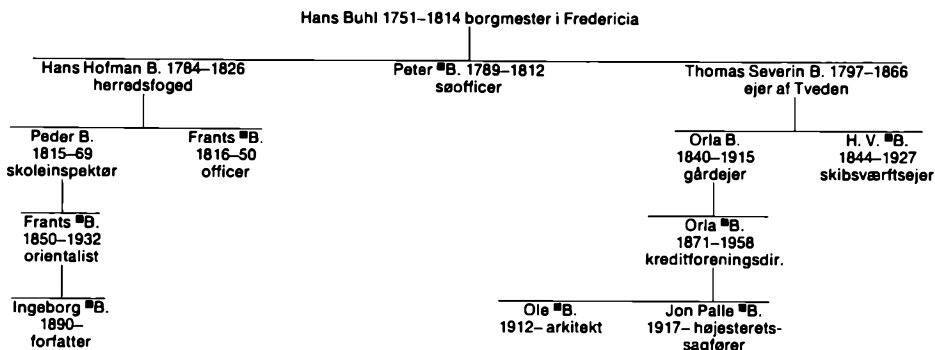 Hans Buhl 1751–1814 borgmester i Fredericia
Hans Hofman B. 1784–1826
herredsfoged
Peter ■B. 1789–1812
søofficer
Thomas Severin B. 1797–1866
ejer af Tveden
Peder B.
1815–69
skoleinspektør
Frants ■B.
1816–50
officer
Orla B.
1840–1915
gårdejer
H. V. ■B.
1844–1927
skibsværftsejer
Frants ■B.
1850–1932
orientalist
Orla ■B.
1871–1958
kreditforeningsdir.
Ingeborg ■B.
1890–
forfatter
Ole ■B.
1912– arkitekt
Jon Palle ■B.
1917– højesterets-
sagfører